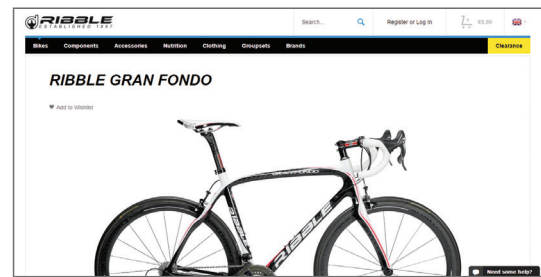 RIBBLE
ESTABLISHED 1897
Search...
Register or Log In
£0.00
Bikes Components Accessories Nutrition Clothing Groupsets Brands Clearance
RIBBLE GRAN FONDO
Add to Wishlist
GRANFONDO
RIBBLE
Need some help?